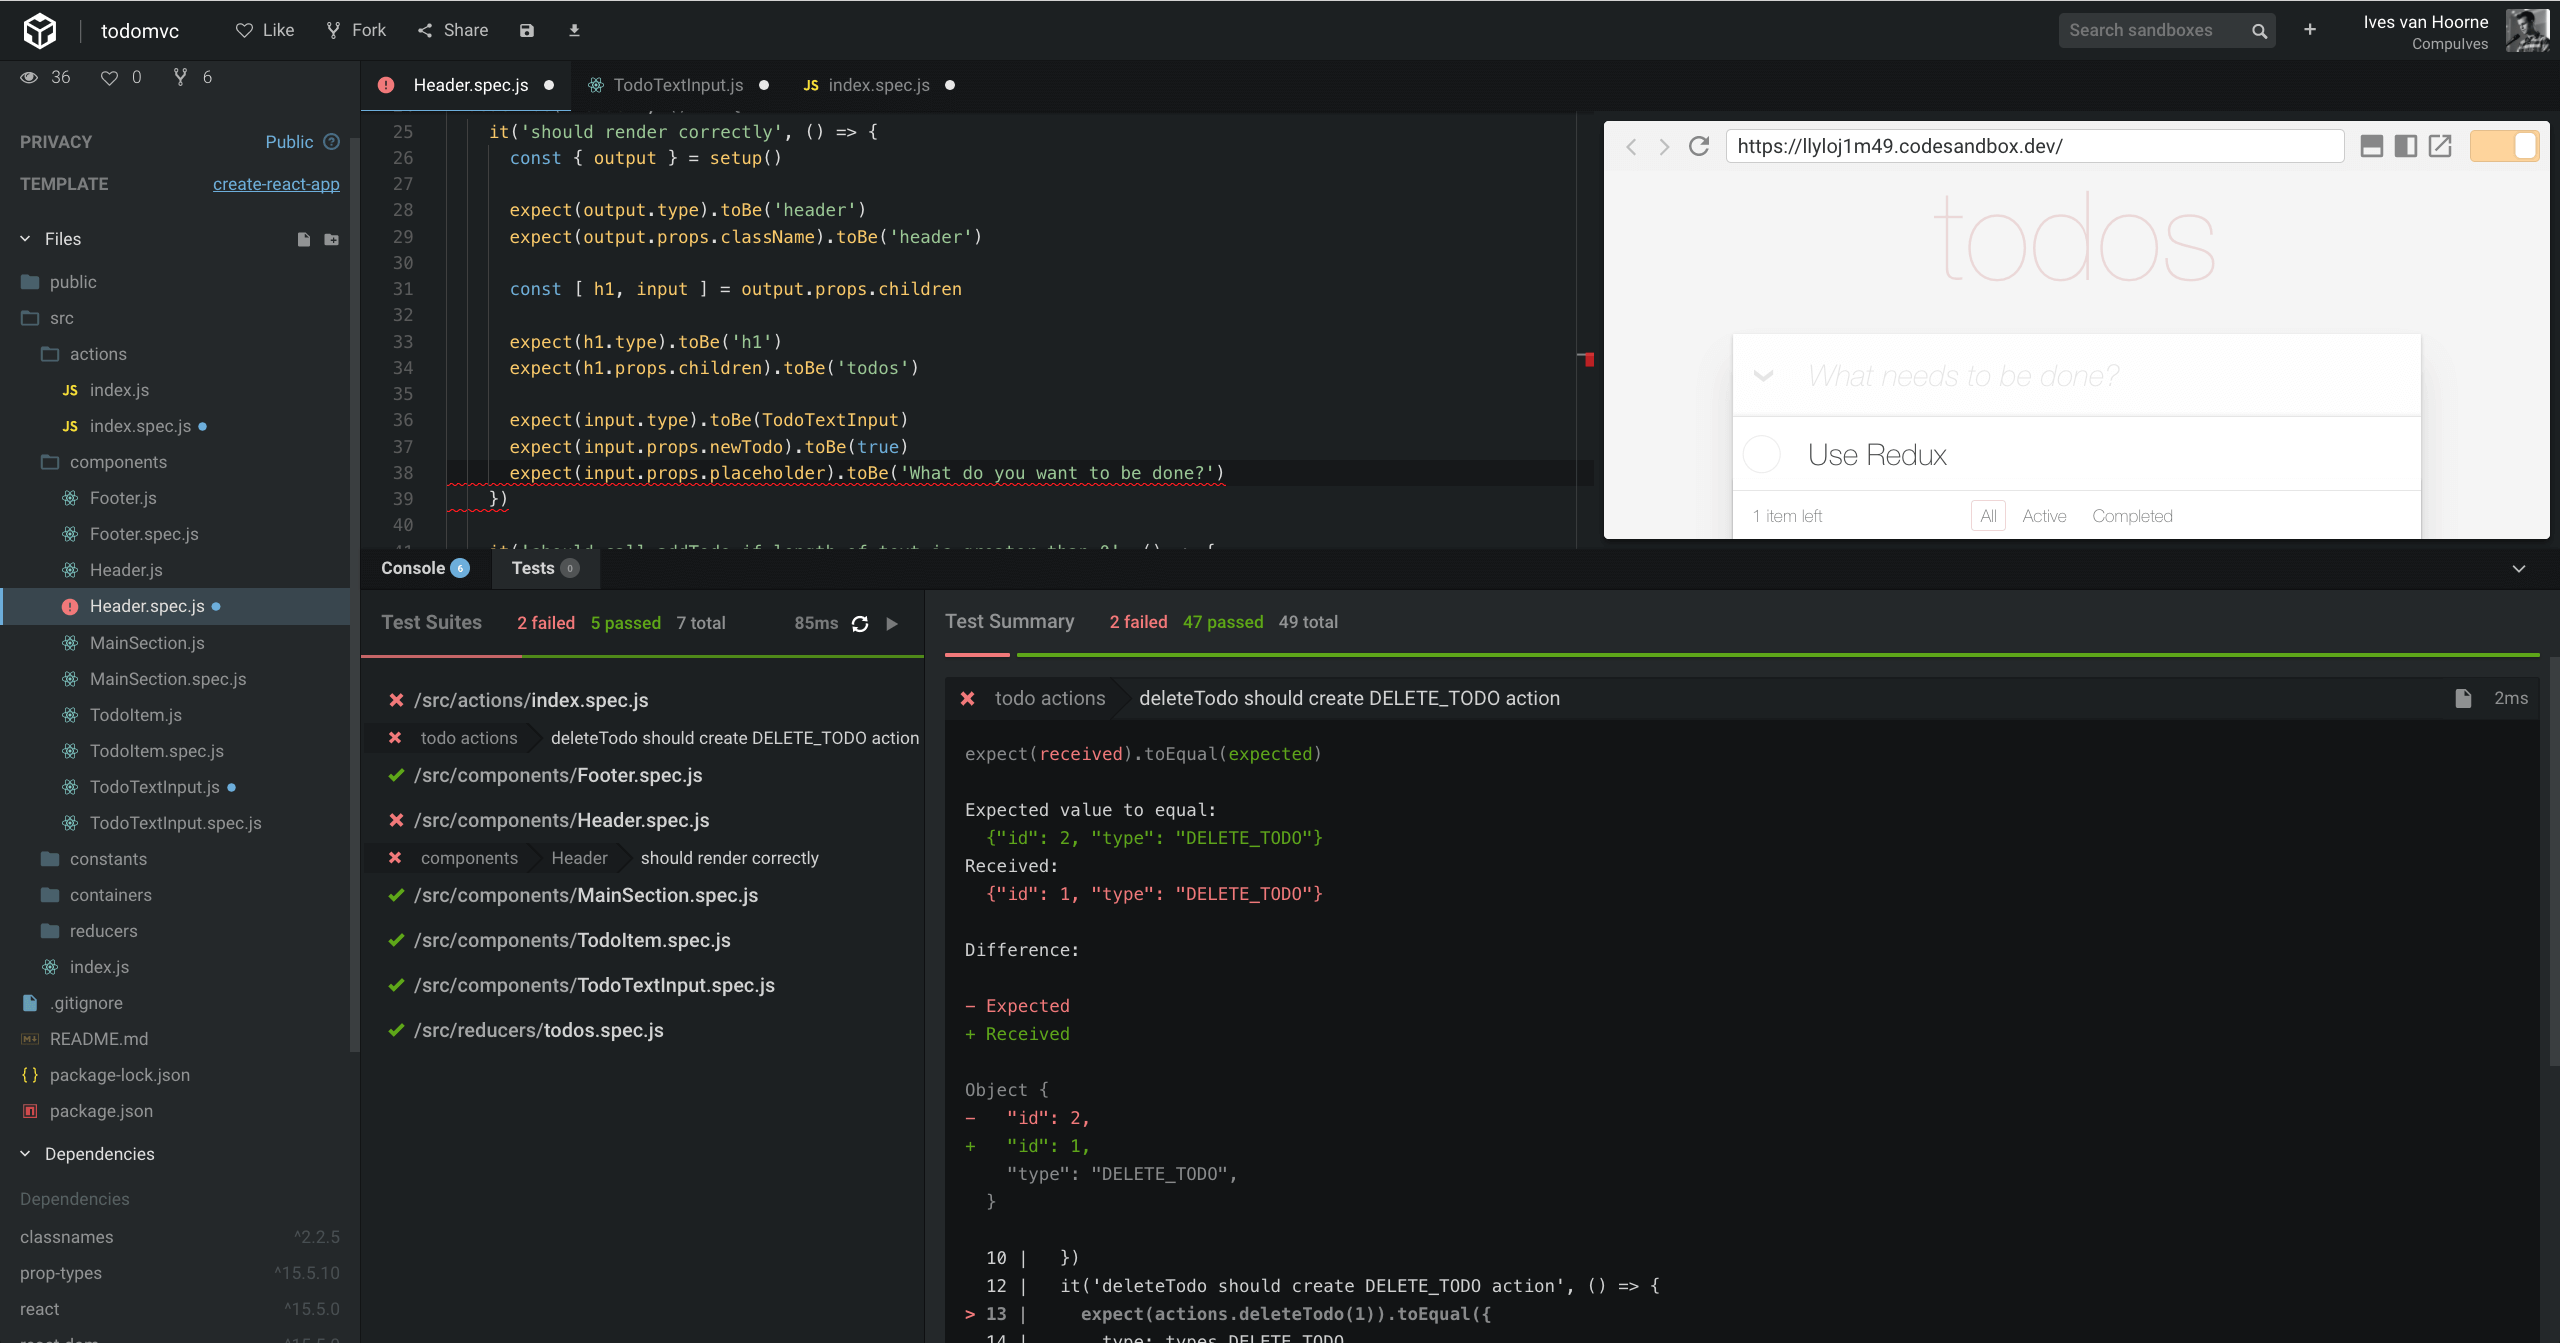 todomvc
Like
Fork
Share
Search sandboxes
Ives van Hoorne
Compulves
36
0
6
PRIVACY
Public
TEMPLATE
create-react-app
Files
public
src
actions
JS index.js
JS index.spec.js
components
Footer.js
Footer.spec.js
Header.js
Header.spec.js
MainSection.js
MainSection.spec.js
TodoItem.js
TodoItem.spec.js
TodoTextInput.js
TodoTextInput.spec.js
constants
containers
reducers
index.js
.gitignore
README.md
package-lock.json
package.json
Dependencies
Dependencies
classnames ^2.2.5
prop-types ^15.5.10
react ^15.5.0
Header.spec.js
TodoTextInput.js
JS index.spec.js
25 it('should render correctly', () => {
26 const { output } = setup()
27
28 expect(output.type).toBe('header')
29 expect(output.props.className).toBe('header')
30
31 const [ h1, input ] = output.props.children
32
33 expect(h1.type).toBe('h1')
34 expect(h1.props.children).toBe('todos')
35
36 expect(input.type).toBe(TodoTextInput)
37 expect(input.props.newTodo).toBe(true)
38 expect(input.props.placeholder).toBe('What do you want to be done?')
39 })
40
https://llyloj1m49.codesandbox.dev/
todos
What needs to be done?
Use Redux
1 item left
All
Active
Completed
Console 6
Tests 0
Test Suites 2 failed 5 passed 7 total 85ms
/src/actions/index.spec.js
todo actions deleteTodo should create DELETE_TODO action
/src/components/Footer.spec.js
/src/components/Header.spec.js
components Header should render correctly
/src/components/MainSection.spec.js
/src/components/TodoItem.spec.js
/src/components/TodoTextInput.spec.js
/src/reducers/todos.spec.js
Test Summary 2 failed 47 passed 49 total
todo actions deleteTodo should create DELETE_TODO action 2ms
expect(received).toEqual(expected)
Expected value to equal:
{"id": 2, "type": "DELETE_TODO"}
Received:
{"id": 1, "type": "DELETE_TODO"}
Difference:
- Expected
+ Received
Object {
- "id": 2,
+ "id": 1,
"type": "DELETE_TODO",
}
10 | })
12 | it('deleteTodo should create DELETE_TODO action', () => {
> 13 | expect(actions.deleteTodo(1)).toEqual({
14 | type: types.DELETE_TODO